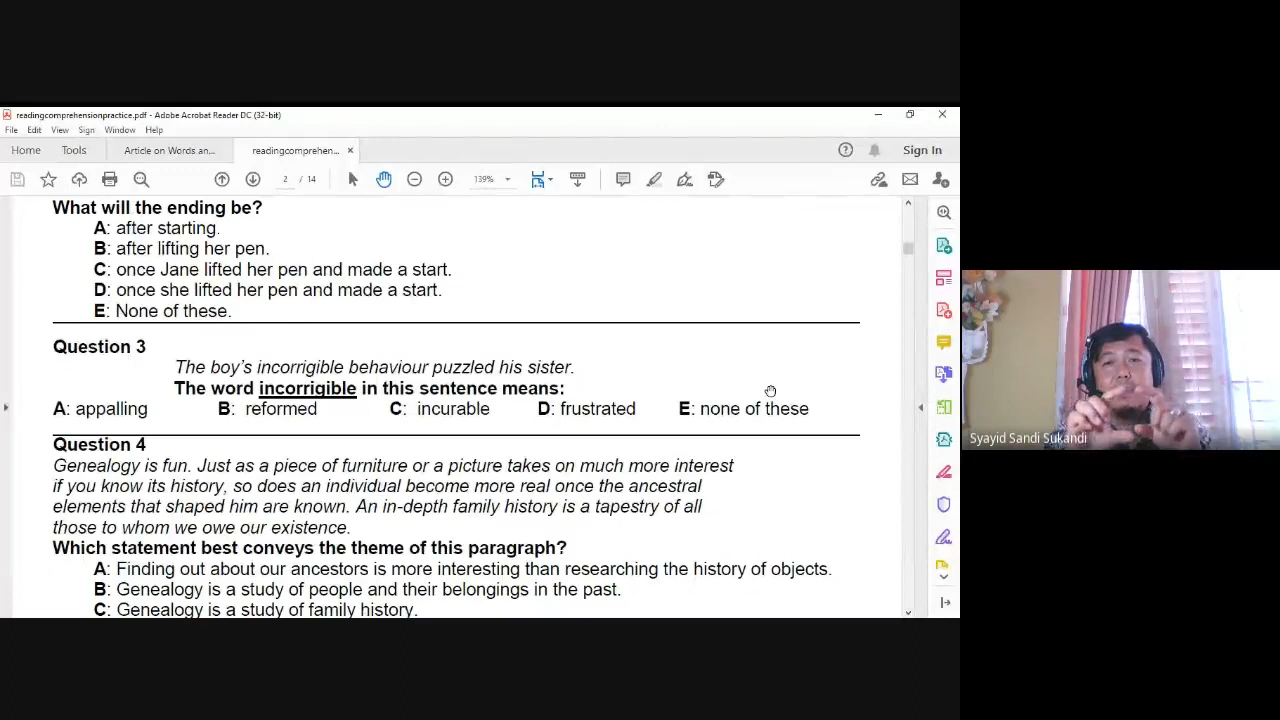 readingcomprehensionpractice.pdf - Adobe Acrobat Reader DC (32-bit)
File Edit View Sign Window Help
Home Tools Article on Words an... readingcomprehen... × Sign In
2 / 14 139%
What will the ending be?
A: after starting.
B: after lifting her pen.
C: once Jane lifted her pen and made a start.
D: once she lifted her pen and made a start.
E: None of these.
Question 3
The boy's incorrigible behaviour puzzled his sister.
The word incorrigible in this sentence means:
A: appalling B: reformed C: incurable D: frustrated E: none of these
Question 4
Genealogy is fun. Just as a piece of furniture or a picture takes on much more interest
if you know its history, so does an individual become more real once the ancestral
elements that shaped him are known. An in-depth family history is a tapestry of all
those to whom we owe our existence.
Which statement best conveys the theme of this paragraph?
A: Finding out about our ancestors is more interesting than researching the history of objects.
B: Genealogy is a study of people and their belongings in the past.
C: Genealogy is a study of family history.
Syayid Sandi Sukandi